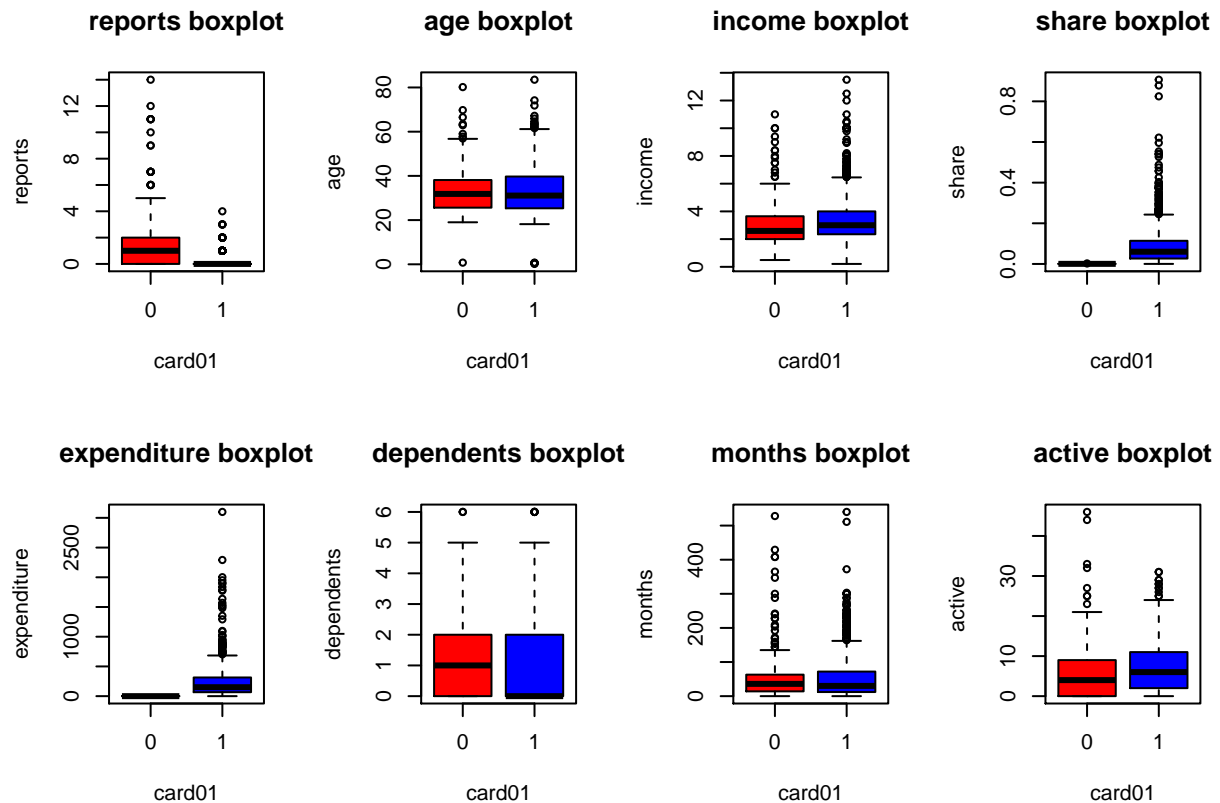 reports boxplot
reports
0
4
8
12
0
1
card01
age boxplot
age
0
20
40
60
80
0
1
card01
income boxplot
income
0
4
8
12
0
1
card01
share boxplot
share
0.0
0.4
0.8
0
1
card01
expenditure boxplot
expenditure
0
1000
2500
0
1
card01
dependents boxplot
dependents
0
1
2
3
4
5
6
0
1
card01
months boxplot
months
0
200
400
0
1
card01
active boxplot
active
0
10
30
0
1
card01